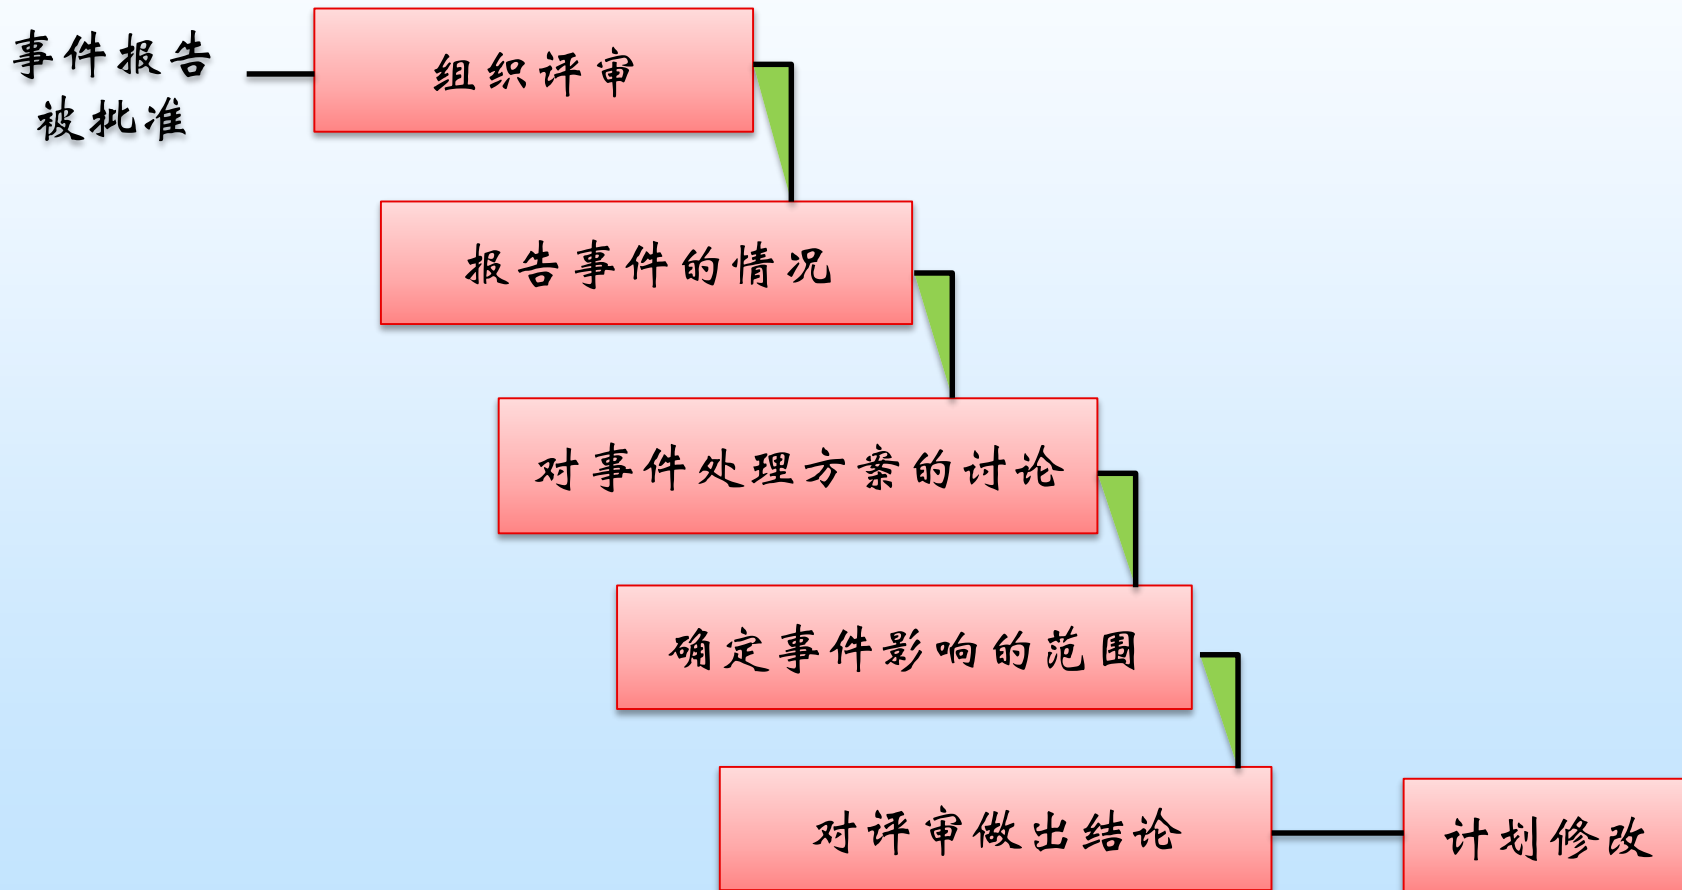 事件报告
被批准
组织评审
报告事件的情况
对事件处理方案的讨论
确定事件影响的范围
对评审做出结论
计划修改